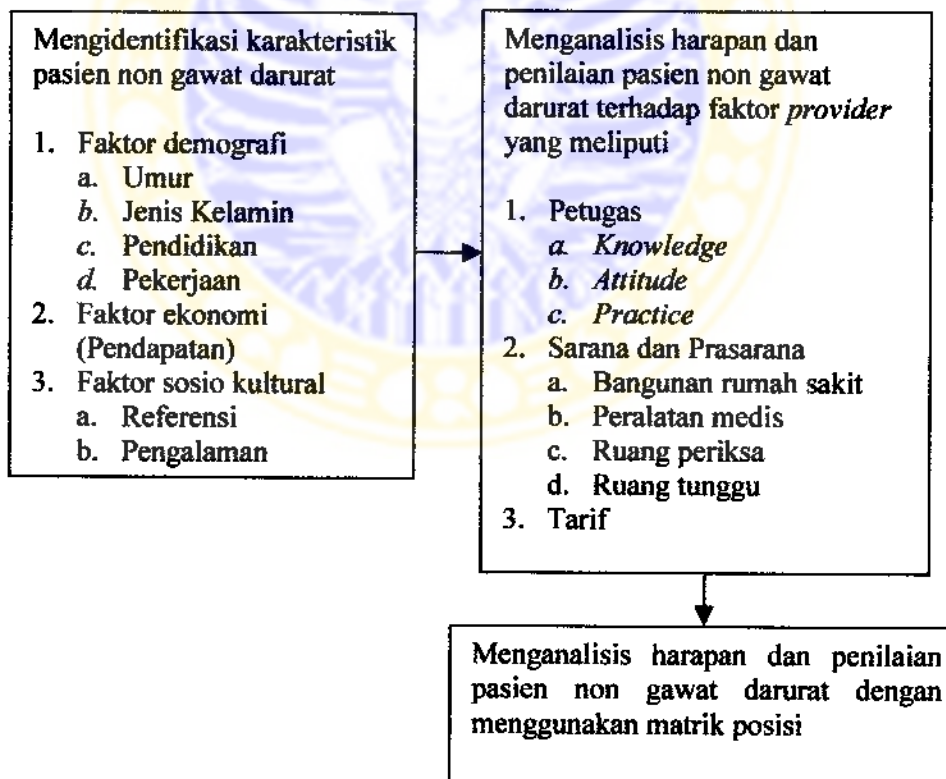 Mengidentifikasi karakteristik
pasien non gawat darurat
1. Faktor demografi
a. Umur
b. Jenis Kelamin
c. Pendidikan
d. Pekerjaan
2. Faktor ekonomi
(Pendapatan)
3. Faktor sosio kultural
a. Referensi
b. Pengalaman
Menganalisis harapan dan
penilaian pasien non gawat
darurat terhadap faktor provider
yang meliputi
1. Petugas
a. Knowledge
b. Attitude
c. Practice
2. Sarana dan Prasarana
a. Bangunan rumah sakit
b. Peralatan medis
c. Ruang periksa
d. Ruang tunggu
3. Tarif
Menganalisis harapan dan penilaian
pasien non gawat darurat dengan
menggunakan matrik posisi